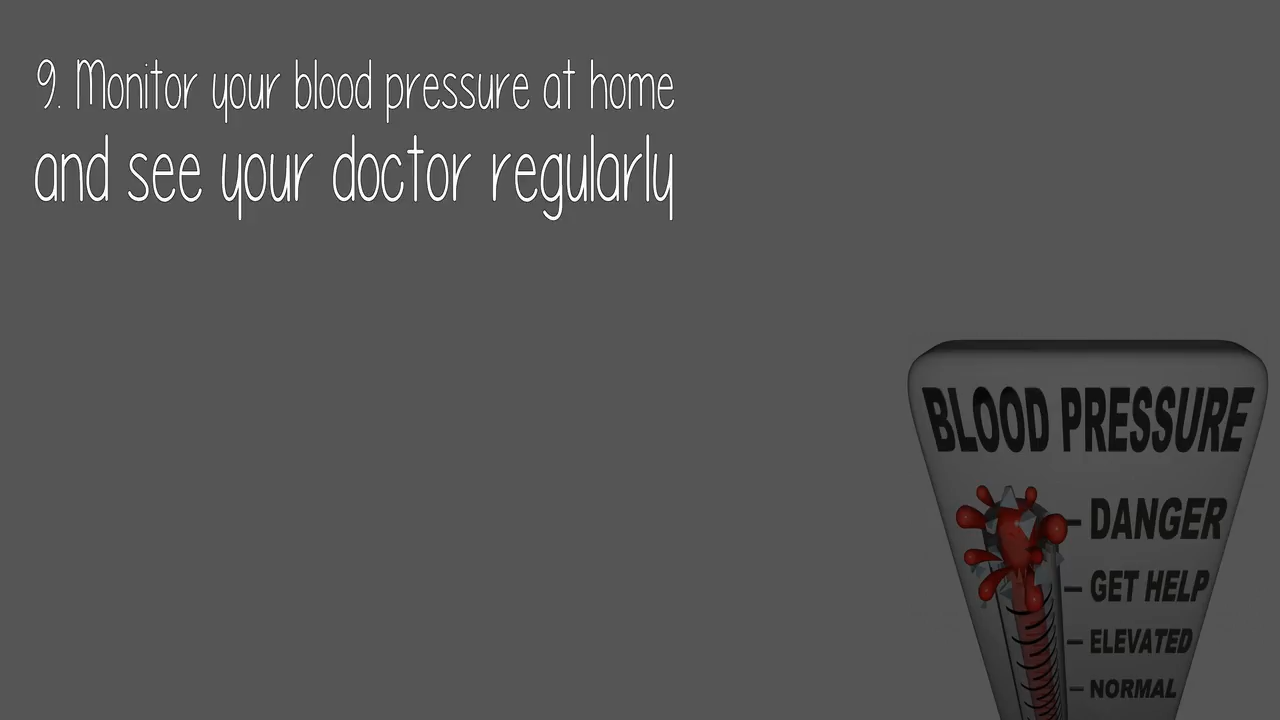 9. Monitor your blood pressure at home
and see your doctor regularly
BLOOD PRESSURE
DANGER
GET HELP
ELEVATED
NORMAL